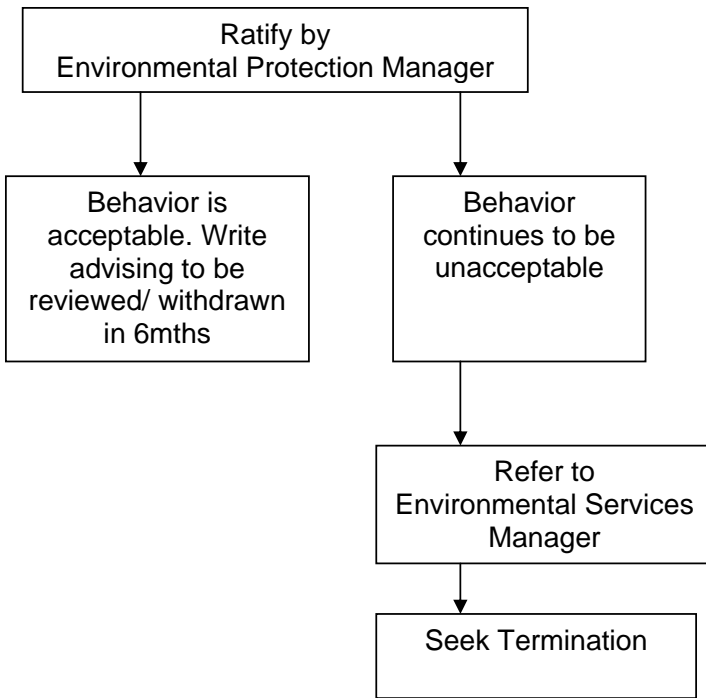 Ratify by
Environmental Protection Manager
Behavior is
acceptable. Write
advising to be
reviewed/ withdrawn
in 6mths
Behavior
continues to be
unacceptable
Refer to
Environmental Services
Manager
Seek Termination